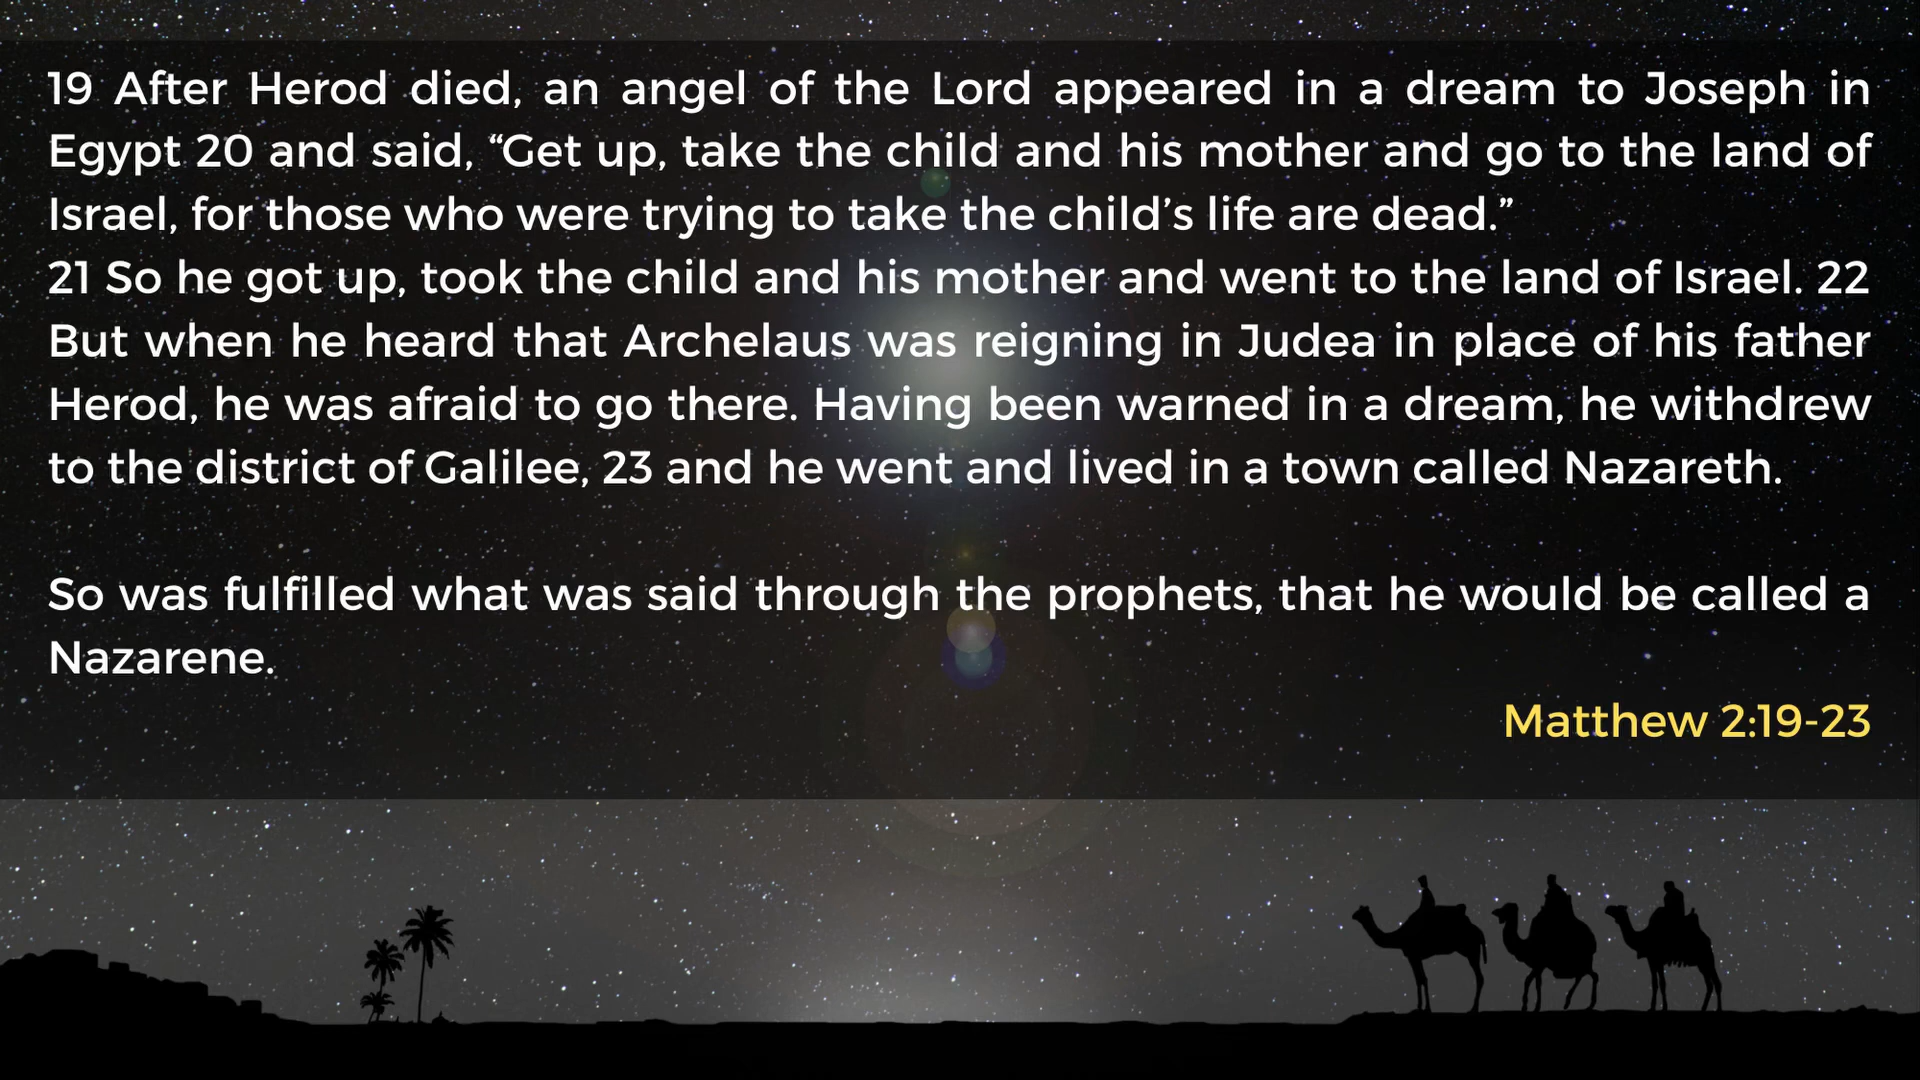 19 After Herod died, an angel of the Lord appeared in a dream to Joseph in
Egypt 20 and said, “Get up, take the child and his mother and go to the land of
Israel, for those who were trying to take the child’s life are dead.”
21 So he got up, took the child and his mother and went to the land of Israel. 22
But when he heard that Archelaus was reigning in Judea in place of his father
Herod, he was afraid to go there. Having been warned in a dream, he withdrew
to the district of Galilee, 23 and he went and lived in a town called Nazareth.
So was fulfilled what was said through the prophets, that he would be called a
Nazarene.
Matthew 2:19-23